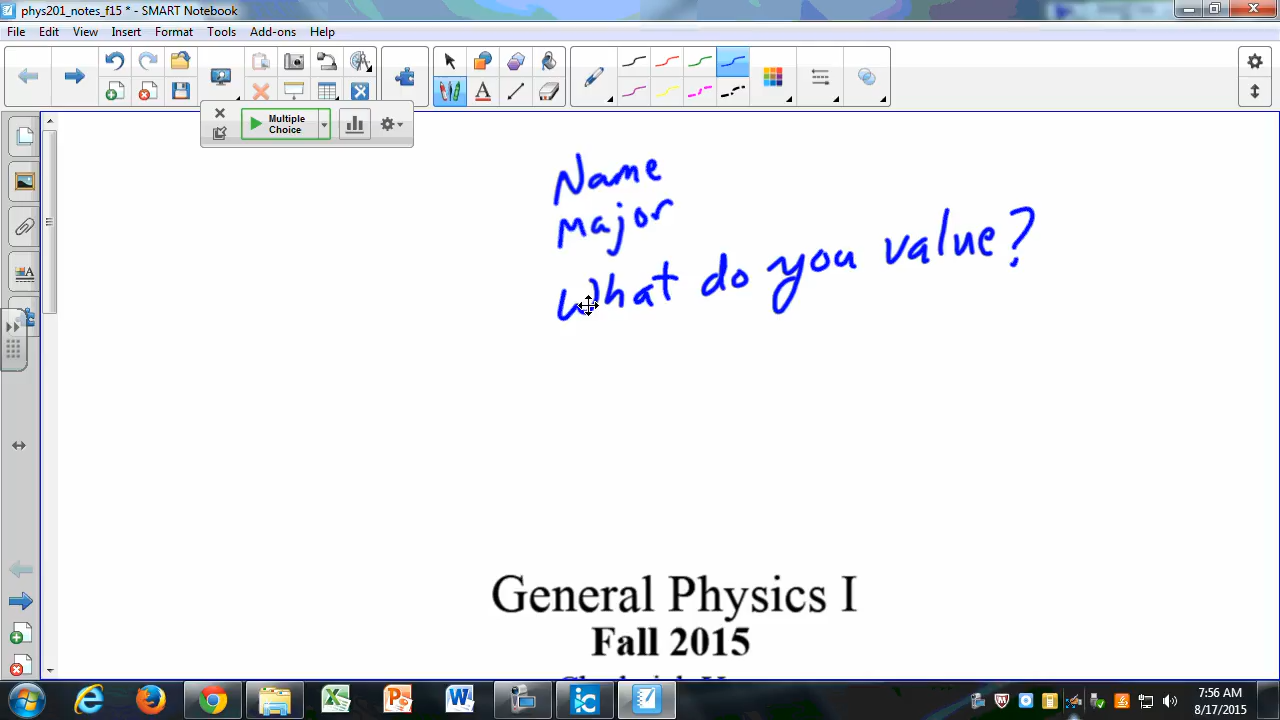 phys201_notes_f15 * - SMART Notebook
File Edit View Insert Format Tools Add-ons Help
Multiple
Choice
Name
Major
What do you value?
General Physics I
Fall 2015
7:56 AM
8/17/2015